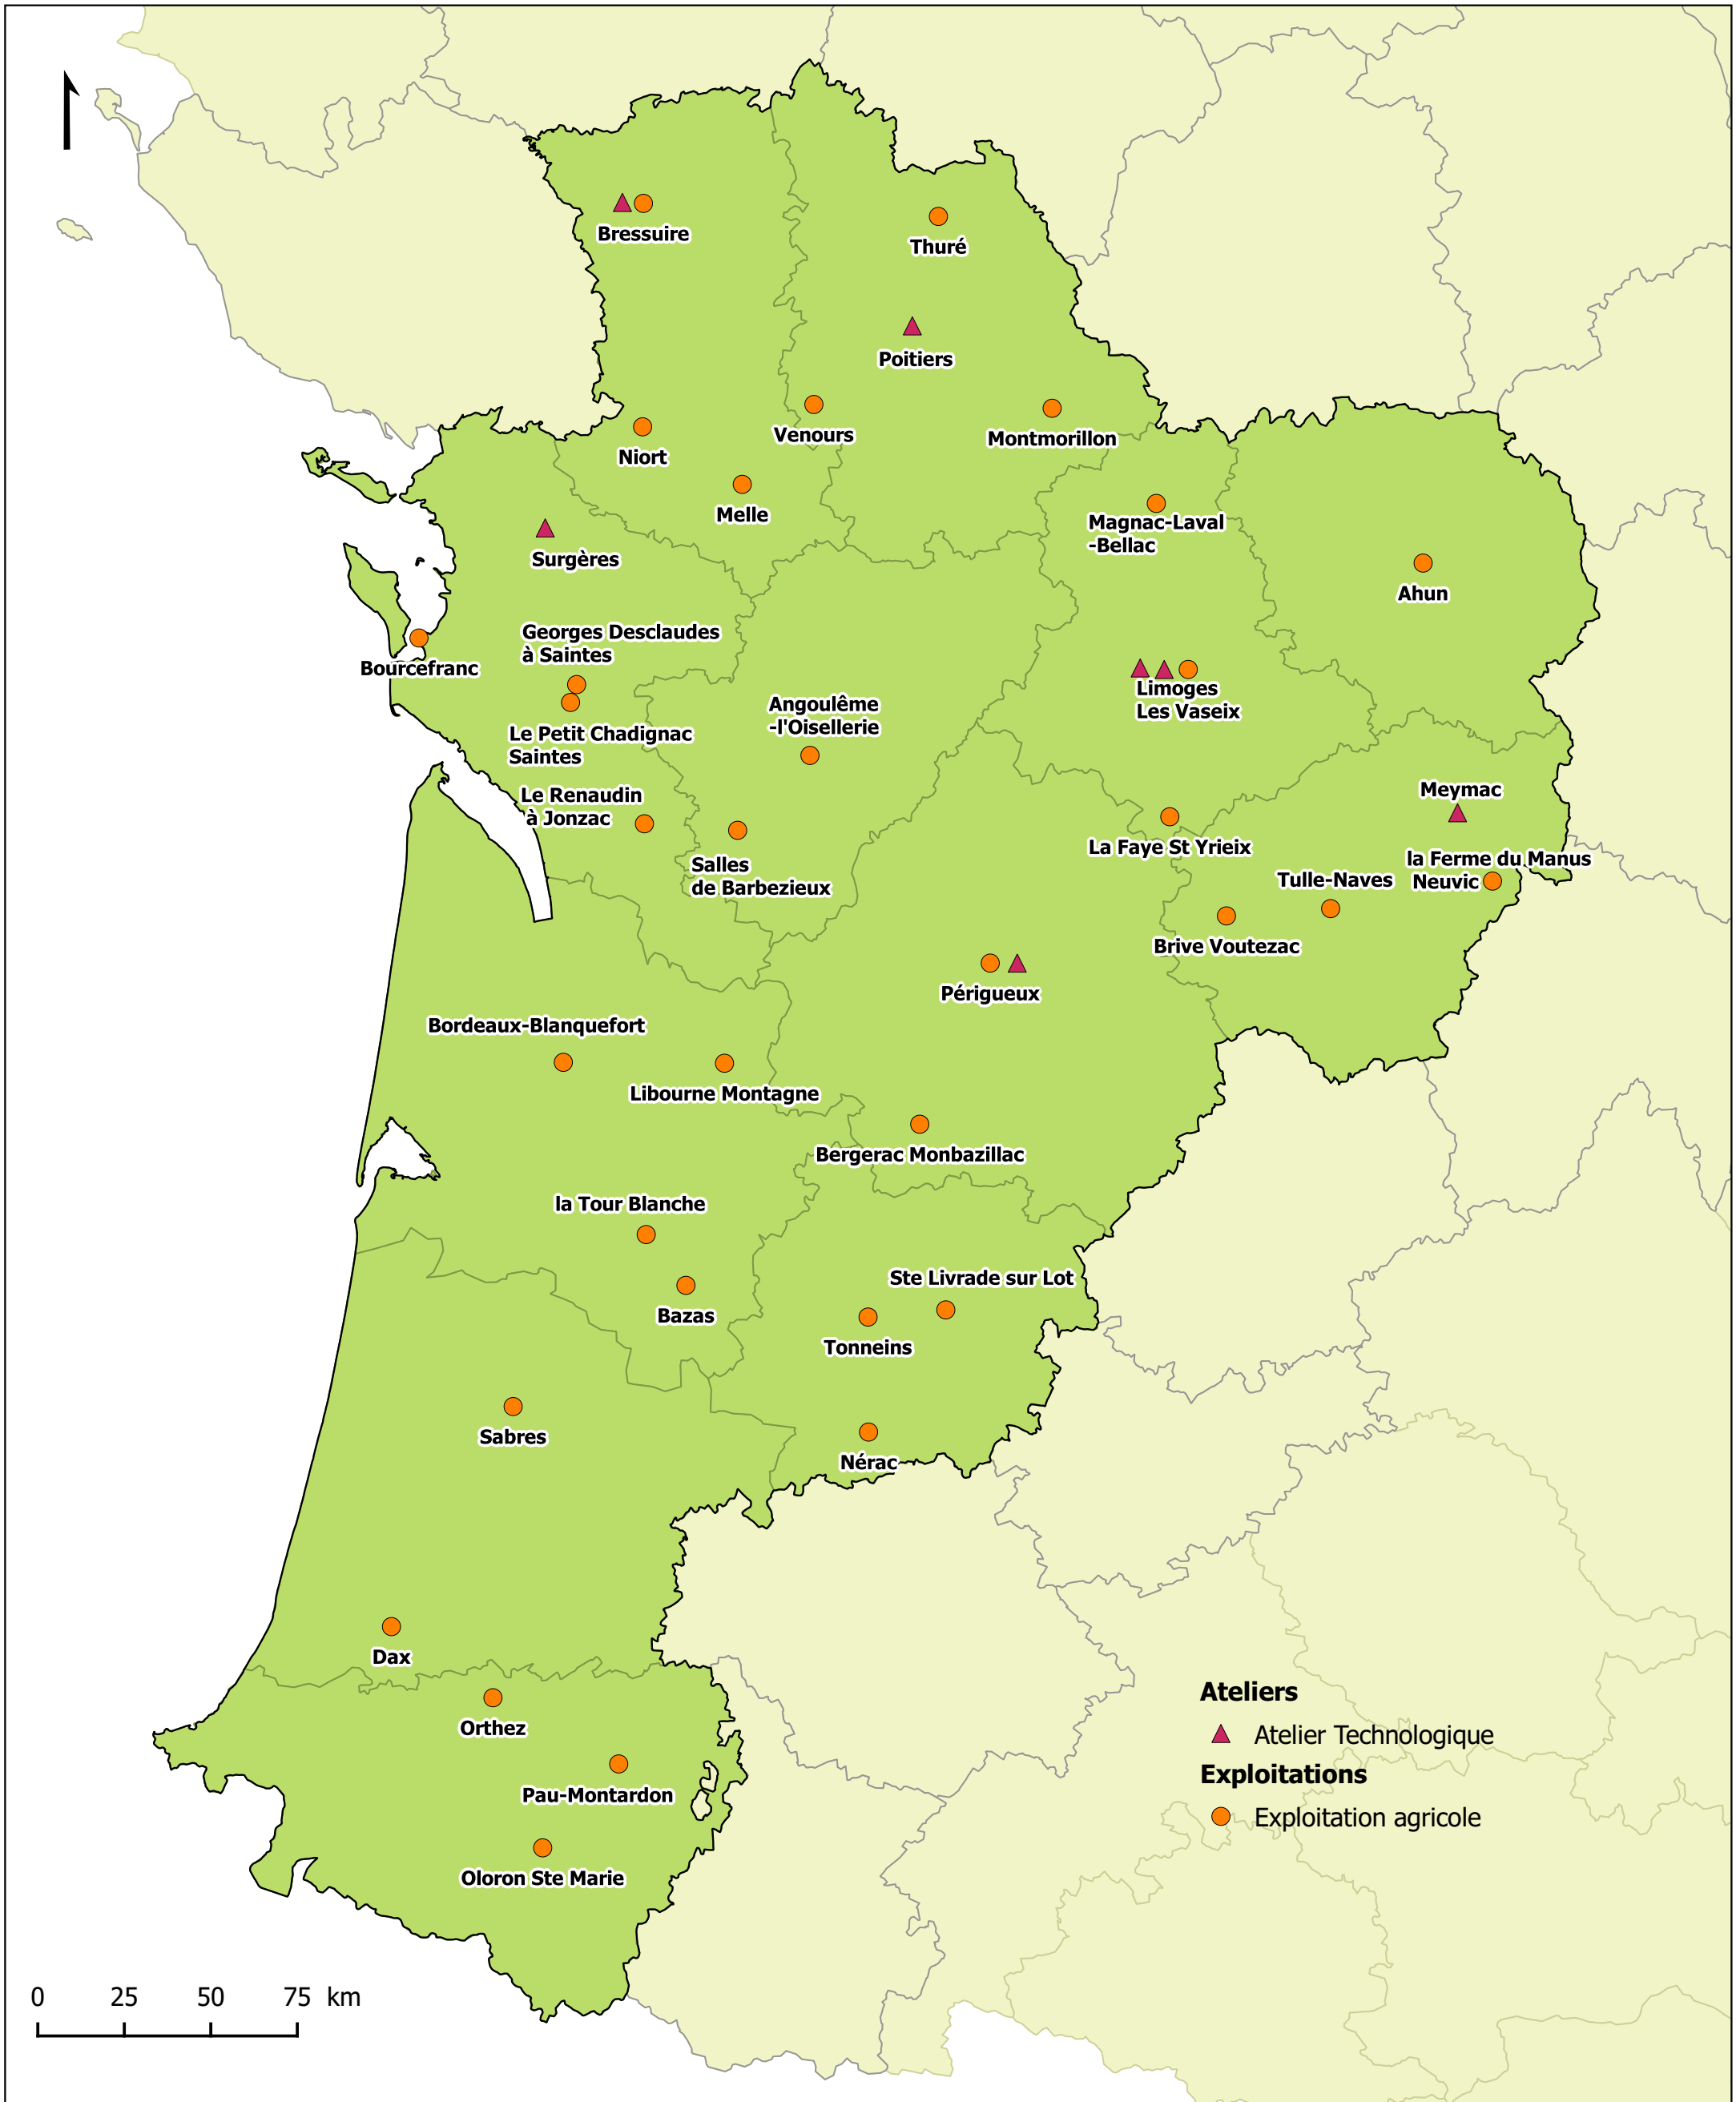 Bressuire
Thuré
Poitiers
Venours
Montmorillon
Niort
Melle
Magnac-Laval
-Bellac
Surgères
Ahun
Georges Desclaudes
à Saintes
Bourcefranc
Limoges
Les Vaseix
Angoulême
-l'Oisellerie
Le Petit Chadignac
Saintes
Le Renaudin
à Jonzac
Meymac
La Faye St Yrieix
Salles
de Barbezieux
la Ferme du Manus
Neuvic
Tulle-Naves
Brive Voutezac
Périgueux
Bordeaux-Blanquefort
Libourne Montagne
Bergerac Monbazillac
la Tour Blanche
Ste Livrade sur Lot
Bazas
Tonneins
Sabres
Nérac
Dax
Orthez
Pau-Montardon
Oloron Ste Marie
Ateliers
Atelier Technologique
Exploitations
Exploitation agricole
0 25 50 75 km